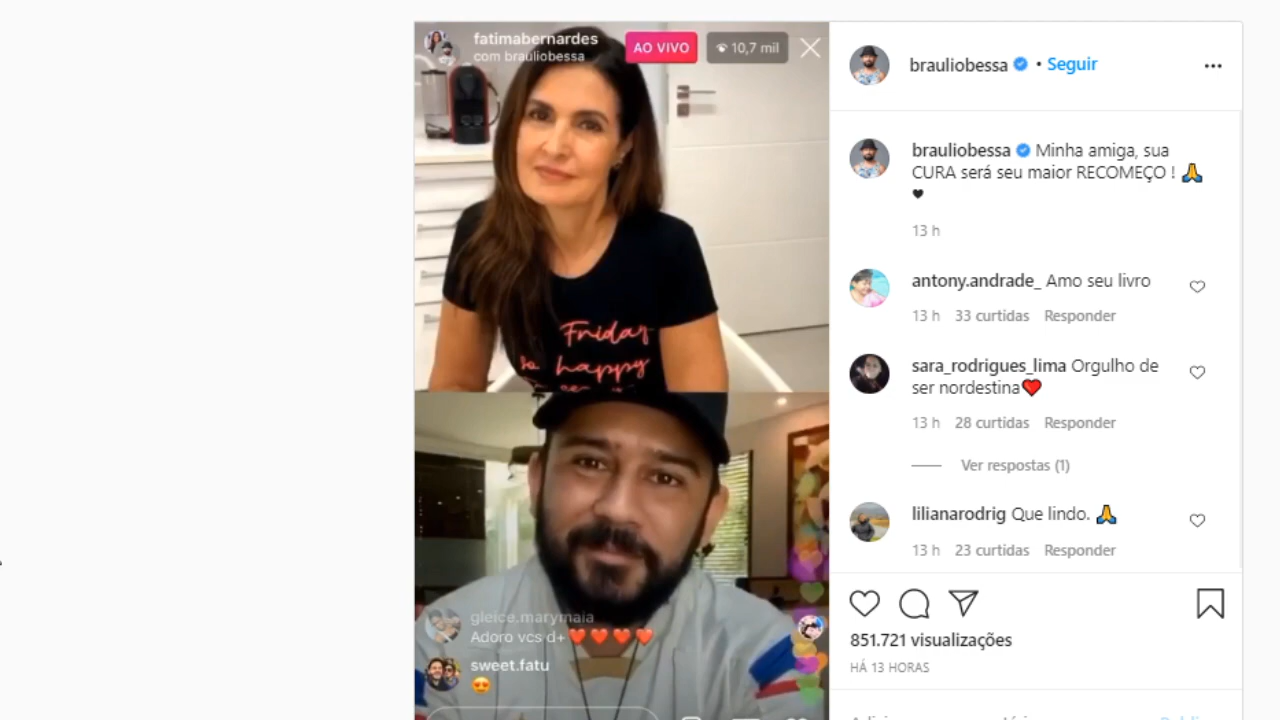 fatimabernardes
com brauliobessa
AO VIVO
10,7 mil
Friday
so happy
gleice.marymaia
Adoro vcs d+ ❤️❤️❤️❤️
sweet.fatu
😍
brauliobessa • Seguir
brauliobessa Minha amiga, sua
CURA será seu maior RECOMEÇO ! 🙏
🖤
13 h
antony.andrade_ Amo seu livro
13 h 33 curtidas Responder
sara_rodrigues_lima Orgulho de
ser nordestina❤️
13 h 28 curtidas Responder
Ver respostas (1)
lilianarodrig Que lindo. 🙏
13 h 23 curtidas Responder
851.721 visualizações
HÁ 13 HORAS